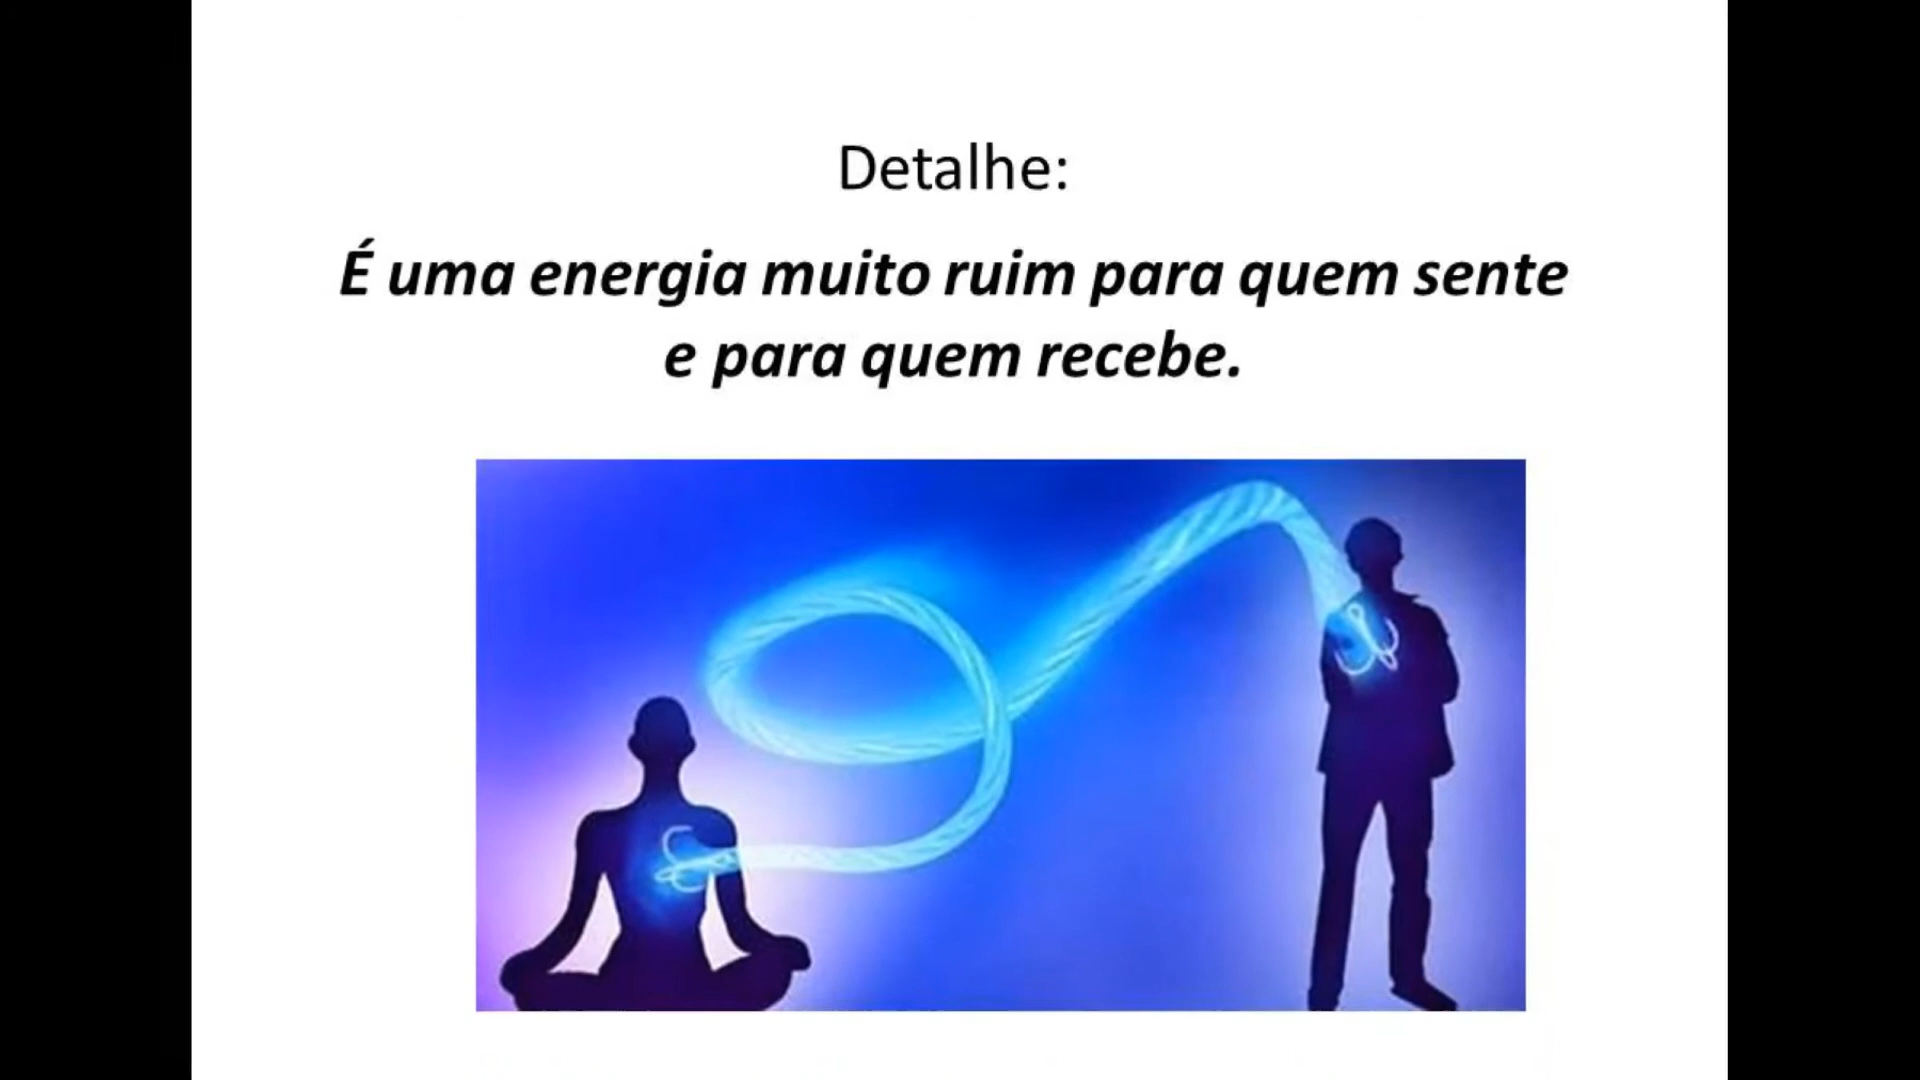 Detalhe:
É uma energia muito ruim para quem sente
e para quem recebe.